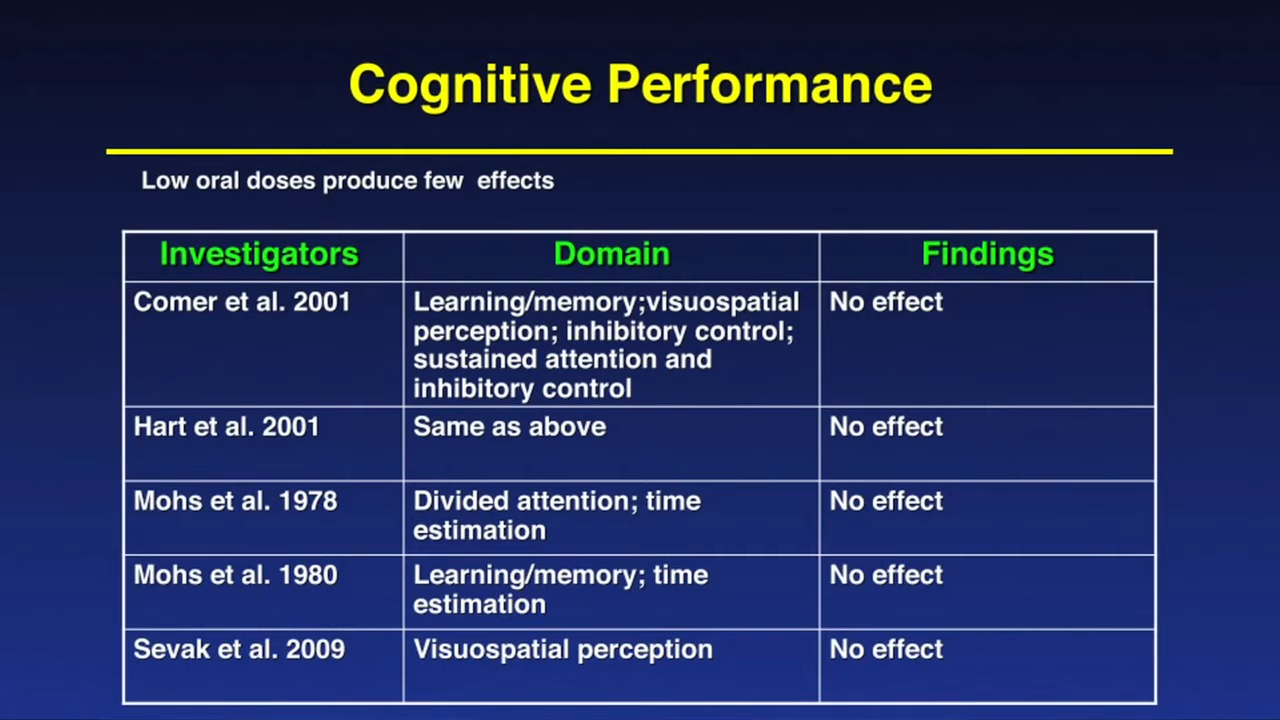 Cognitive Performance
Low oral doses produce few  effects
Investigators
Domain
Findings
Comer et al. 2001
Learning/memory;visuospatial
perception; inhibitory control;
sustained attention and
inhibitory control
No effect
Hart et al. 2001
Same as above
No effect
Mohs et al. 1978
Divided attention; time
estimation
No effect
Mohs et al. 1980
Learning/memory; time
estimation
No effect
Sevak et al. 2009
Visuospatial perception
No effect